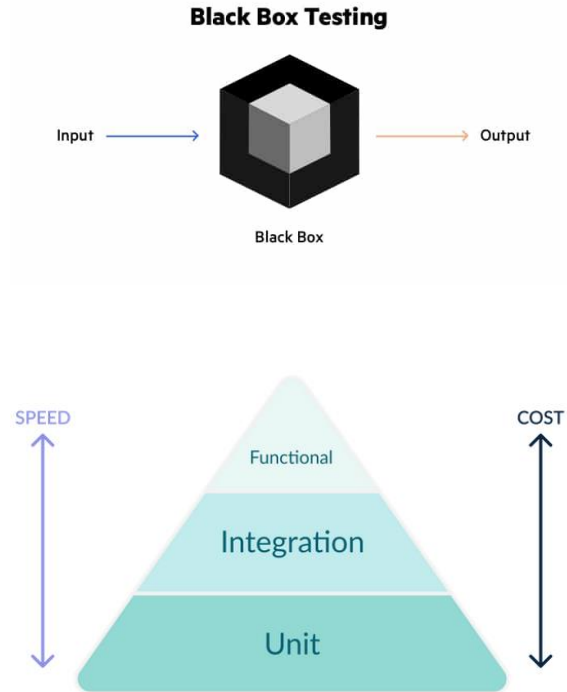 Black Box Testing
Input
Output
Black Box
SPEED
COST
Functional
Integration
Unit